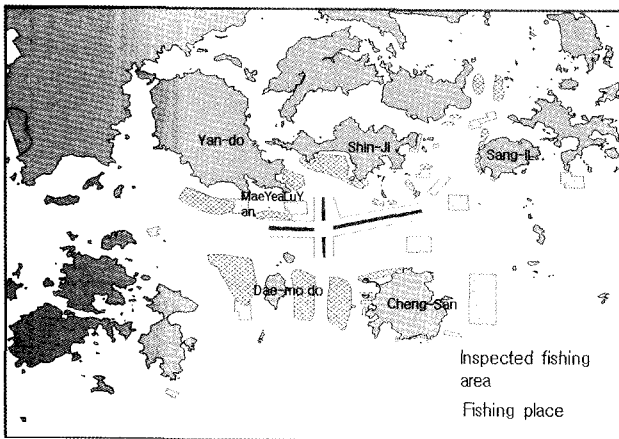 Yan-do
Shin-Ji
Sang-IL
MaeYeaLuY
an
Dae-mo do
Cheng-San
Inspected fishing
area
Fishing place